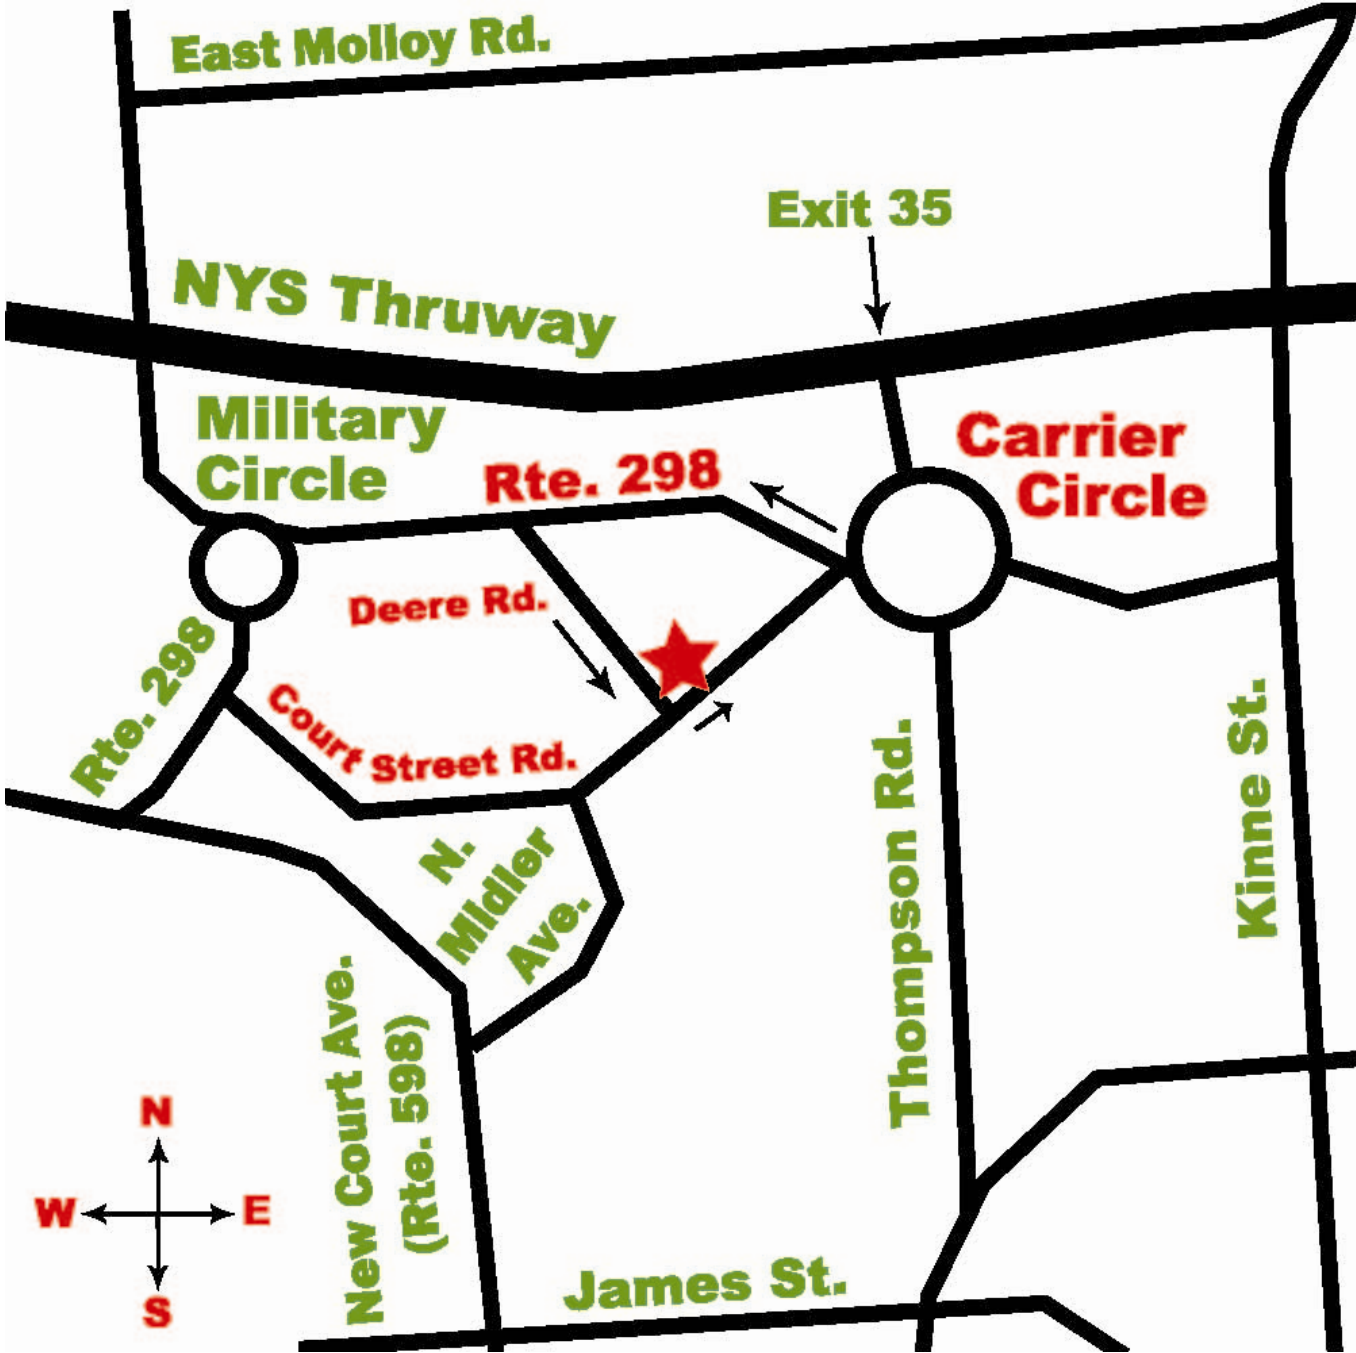 East Molloy Rd.
Exit 35
NYS Thruway
Military
Circle
Rte. 298
Carrier
Circle
Deere Rd.
Rte. 298
Court Street Rd.
N.
MIdler
Ave.
Thompson Rd.
Kinne St.
New Court Ave.
(Rte. 598)
N
W
E
S
James St.